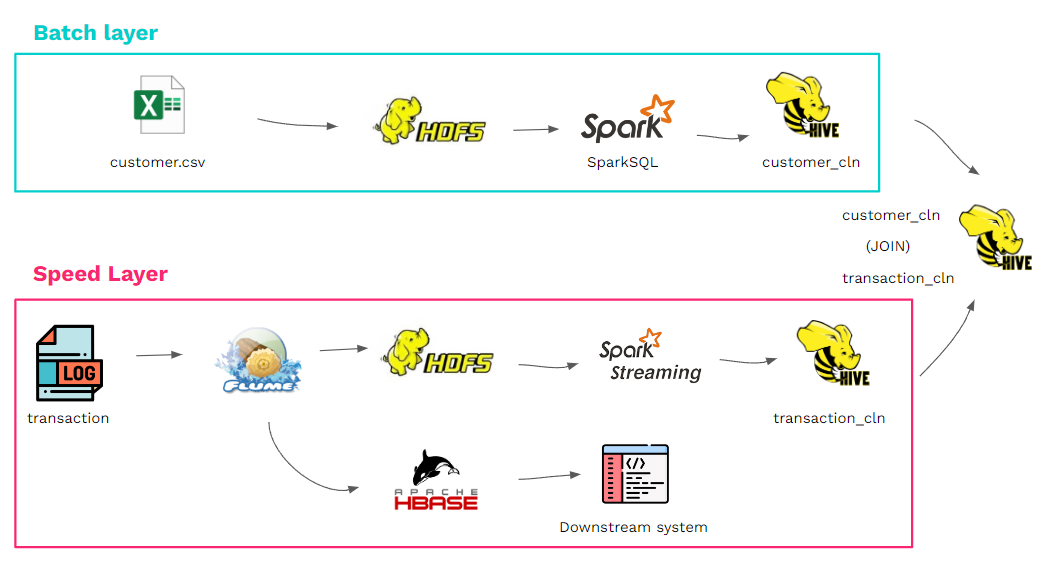 Batch layer
X
HDFS
Spark
HIVE
customer.csv
SparkSQL
customer_cln
customer_cln
(JOIN)
transaction_cln
HIVE
Speed Layer
LOG
FLUME
HDFS
Spark
Streaming
HIVE
transaction
transaction_cln
APACHE
HBASE
</>
Downstream system